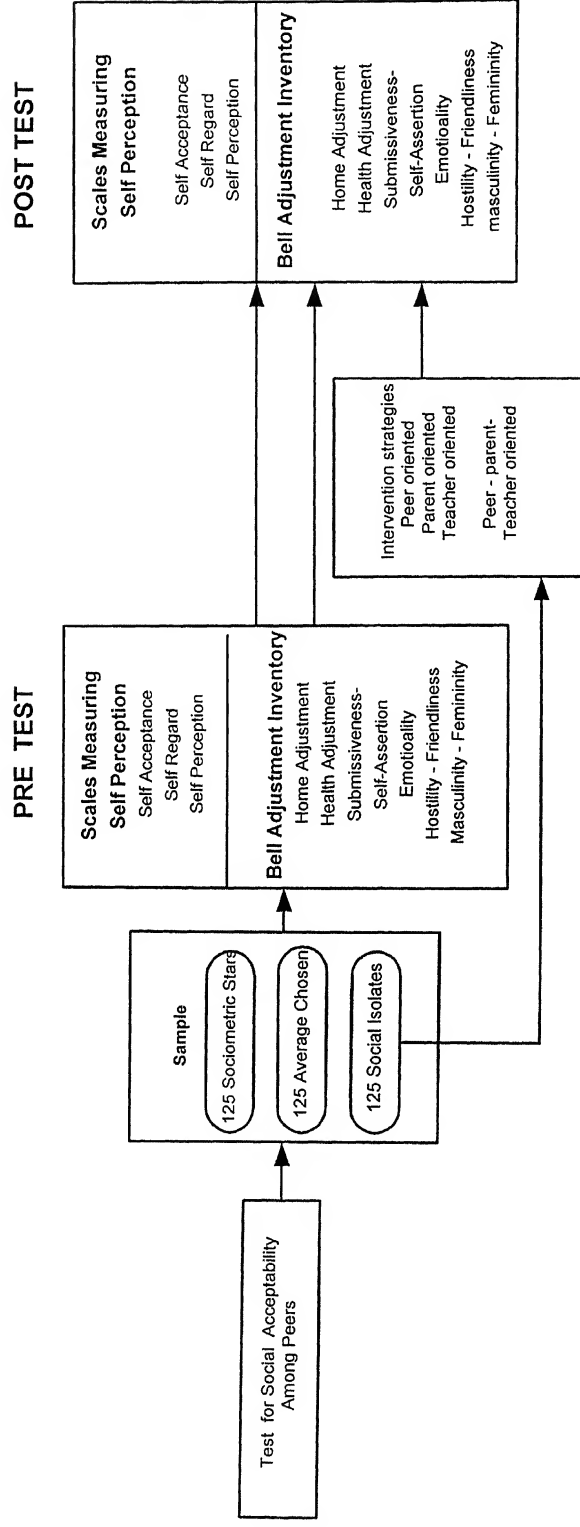 Test for Social Acceptability
Among Peers
Sample
125 Sociometric Stars
125 Average Chosen
125 Social Isolates
PRE TEST
Scales Measuring
Self Perception
Self Acceptance
Self Regard
Self Perception
Bell Adjustment Inventory
Home Adjustment
Health Adjustment
Submissiveness-
Self-Assertion
Emotioality
Hostility - Friendliness
Masculinity - Femininity
Intervention strategies
Peer oriented
Parent oriented
Teacher oriented
Peer - parent-
Teacher oriented
POST TEST
Scales Measuring
Self Perception
Self Acceptance
Self Regard
Self Perception
Bell Adjustment Inventory
Home Adjustment
Health Adjustment
Submissiveness-
Self-Assertion
Emotioality
Hostility - Friendliness
masculinity - Femininity